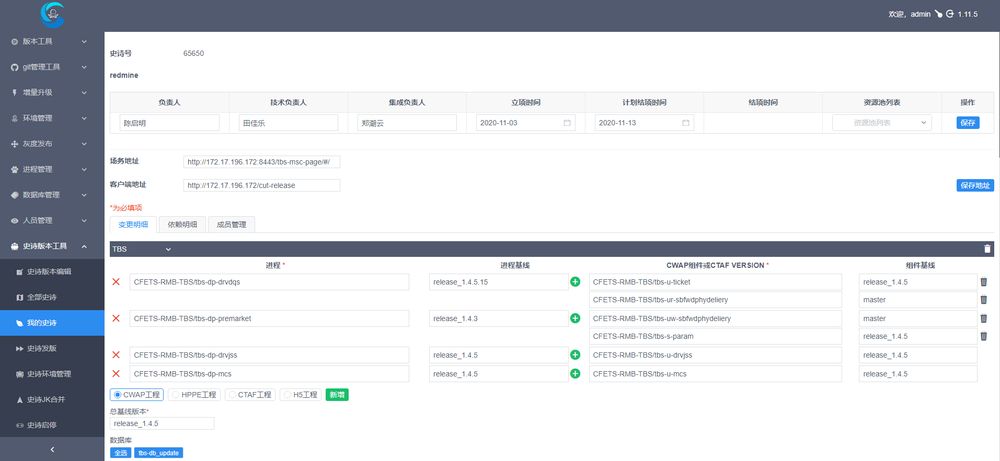 欢迎，admin 1.11.5
版本工具
git管理工具
增量升级
环境管理
灰度发布
进程管理
数据库管理
人员管理
史诗版本工具
史诗版本编辑
全部史诗
我的史诗
史诗发版
史诗环境管理
史诗JK合并
史诗启停
史诗号 65650
redmine
负责人 技术负责人 集成负责人 立项时间 计划结项时间 结项时间 资源池列表 操作
陈启明 田佳乐 郑潮云 2020-11-03 2020-11-13 资源池列表 保存
场务地址 http://172.17.196.172:8443/tbs-msc-page/#/
客户端地址 http://172.17.196.172/cut-release 保存地址
*为必填项
变更明细 依赖明细 成员管理
TBS
进程 * 进程基线 CWAP组件或CTAF VERSION * 组件基线
CFETS-RMB-TBS/tbs-dp-drvdqs release_1.4.5.15 CFETS-RMB-TBS/tbs-u-ticket release_1.4.5
CFETS-RMB-TBS/tbs-ur-sbfwdphydeliery master
CFETS-RMB-TBS/tbs-dp-premarket release_1.4.3 CFETS-RMB-TBS/tbs-uw-sbfwdphydeliery master
CFETS-RMB-TBS/tbs-s-param release_1.4.5
CFETS-RMB-TBS/tbs-dp-drvjss release_1.4.5 CFETS-RMB-TBS/tbs-u-drvjss release_1.4.5
CFETS-RMB-TBS/tbs-dp-mcs release_1.4.5 CFETS-RMB-TBS/tbs-u-mcs release_1.4.5
CWAP工程 HPPE工程 CTAF工程 H5工程 新增
总基线版本*
release_1.4.5
数据库
全选 tbs-db_update